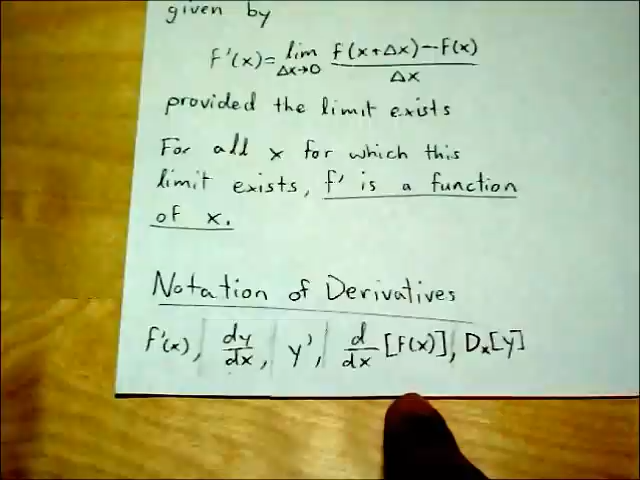 given by
f'(x) = lim Δx→0 f(x+Δx)-f(x) / Δx
provided the limit exists
For all x for which this
limit exists, f' is a function
of x.
Notation of Derivatives
f'(x), dy/dx, y', d/dx [f(x)], Dx[y]